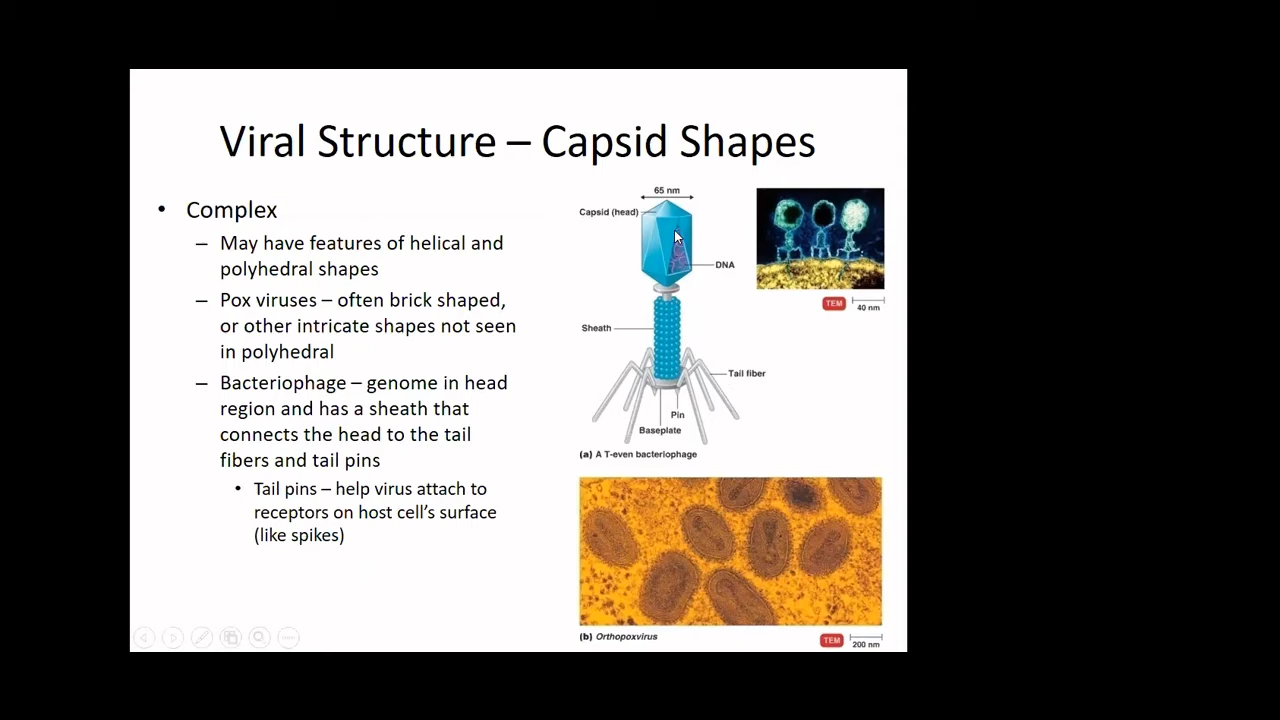 Viral Structure – Capsid Shapes
• Complex
– May have features of helical and
polyhedral shapes
– Pox viruses – often brick shaped,
or other intricate shapes not seen
in polyhedral
– Bacteriophage – genome in head
region and has a sheath that
connects the head to the tail
fibers and tail pins
• Tail pins – help virus attach to
receptors on host cell's surface
(like spikes)
65 nm
Capsid (head)
DNA
Sheath
Tail fiber
Pin
Baseplate
(a) A T-even bacteriophage
TEM
40 nm
(b) Orthopoxvirus
TEM
200 nm